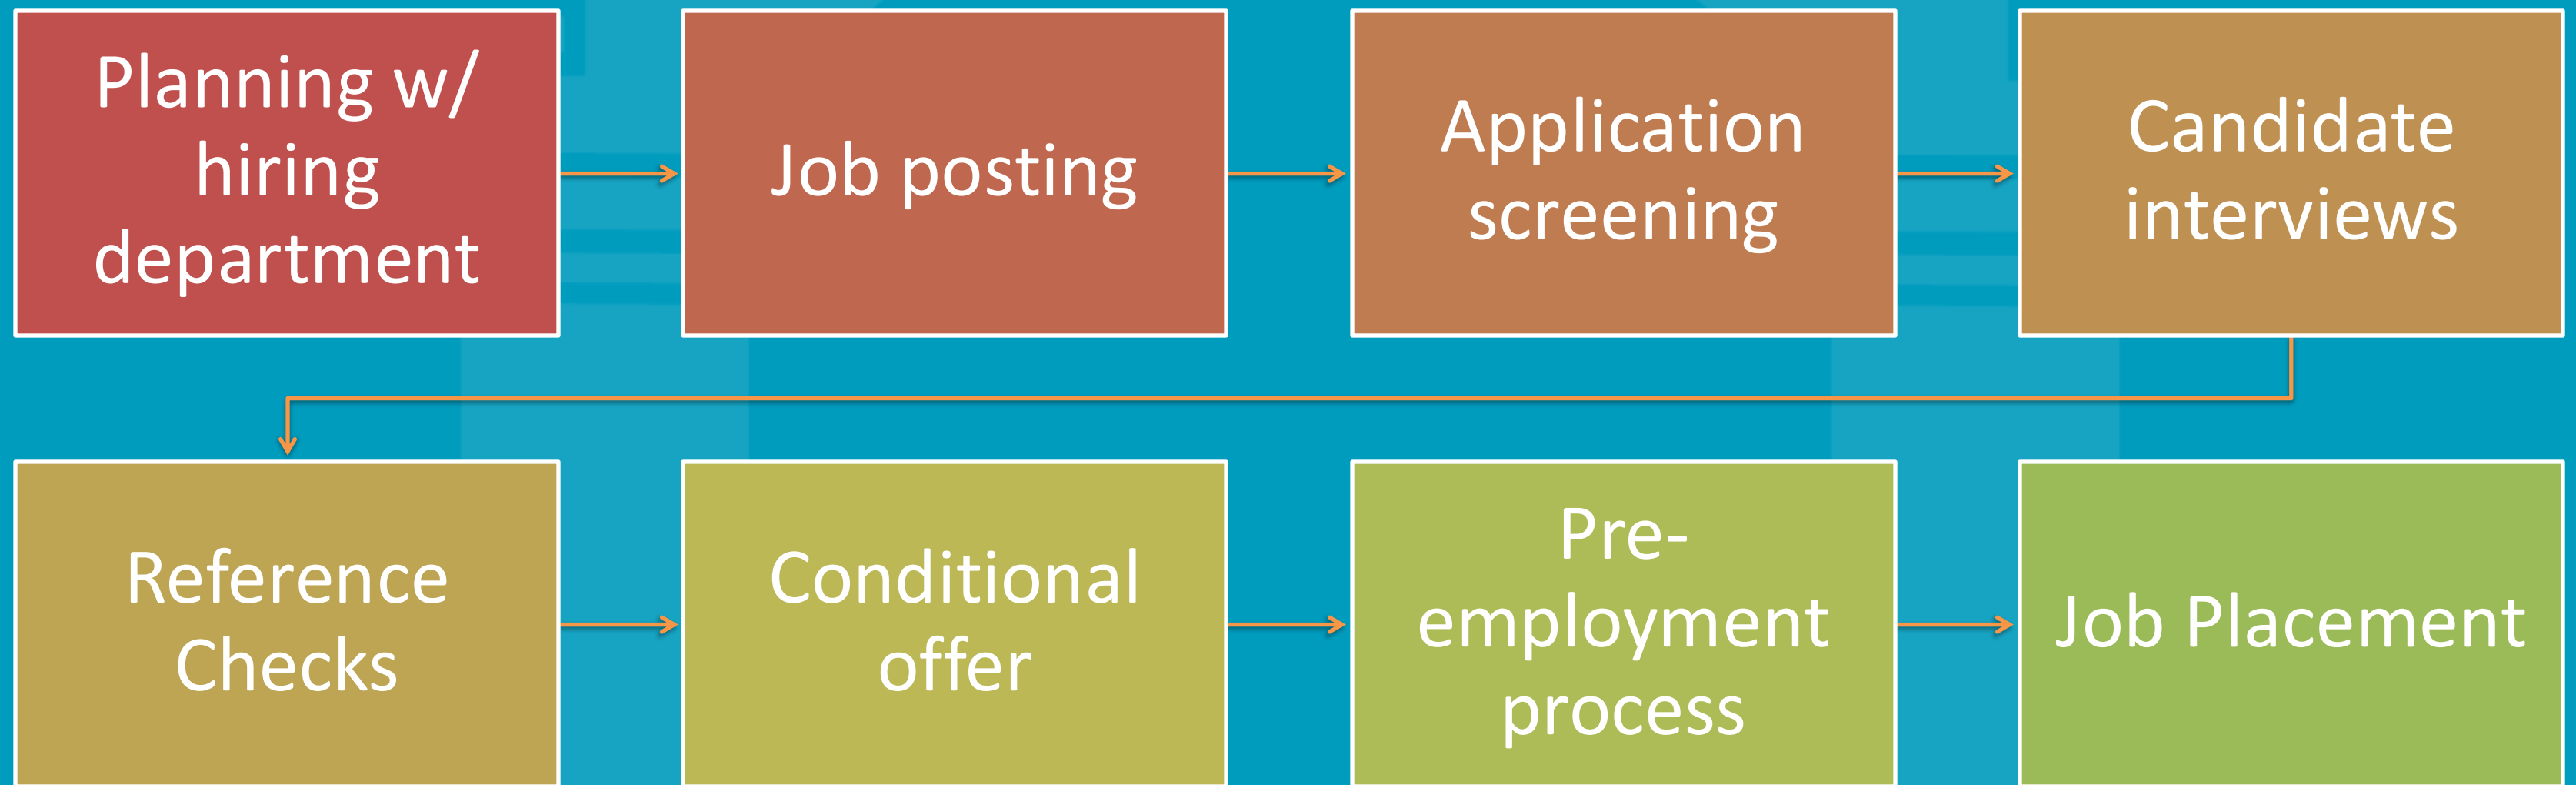 Planning w/
hiring
department
Job posting
Application
screening
Candidate
interviews
Reference
Checks
Conditional
offer
Pre-
employment
process
Job Placement